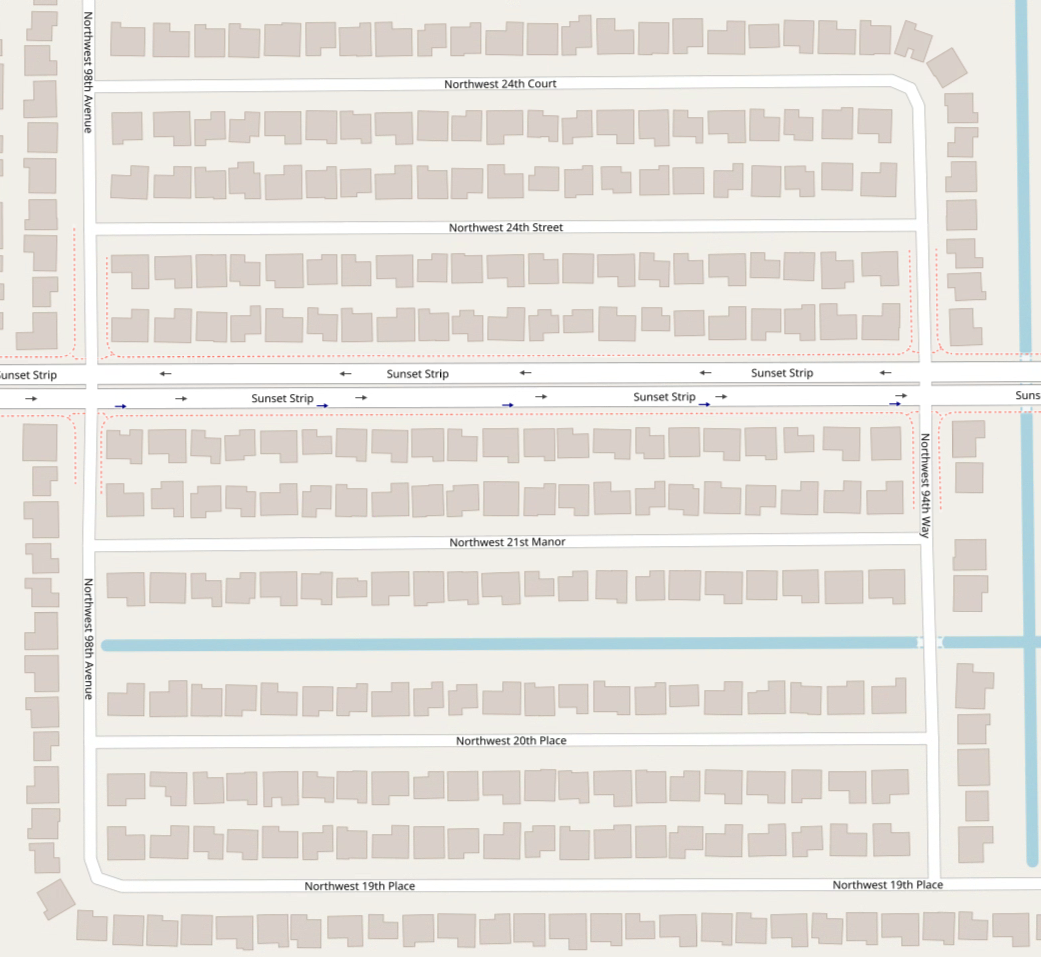 Northwest 98th Avenue
Northwest 24th Court
Northwest 24th Street
Sunset Strip
Sunset Strip
Sunset Strip
Sunset Strip
Sunset Strip
Suns
Northwest 94th Way
Northwest 21st Manor
Northwest 98th Avenue
Northwest 20th Place
Northwest 19th Place
Northwest 19th Place